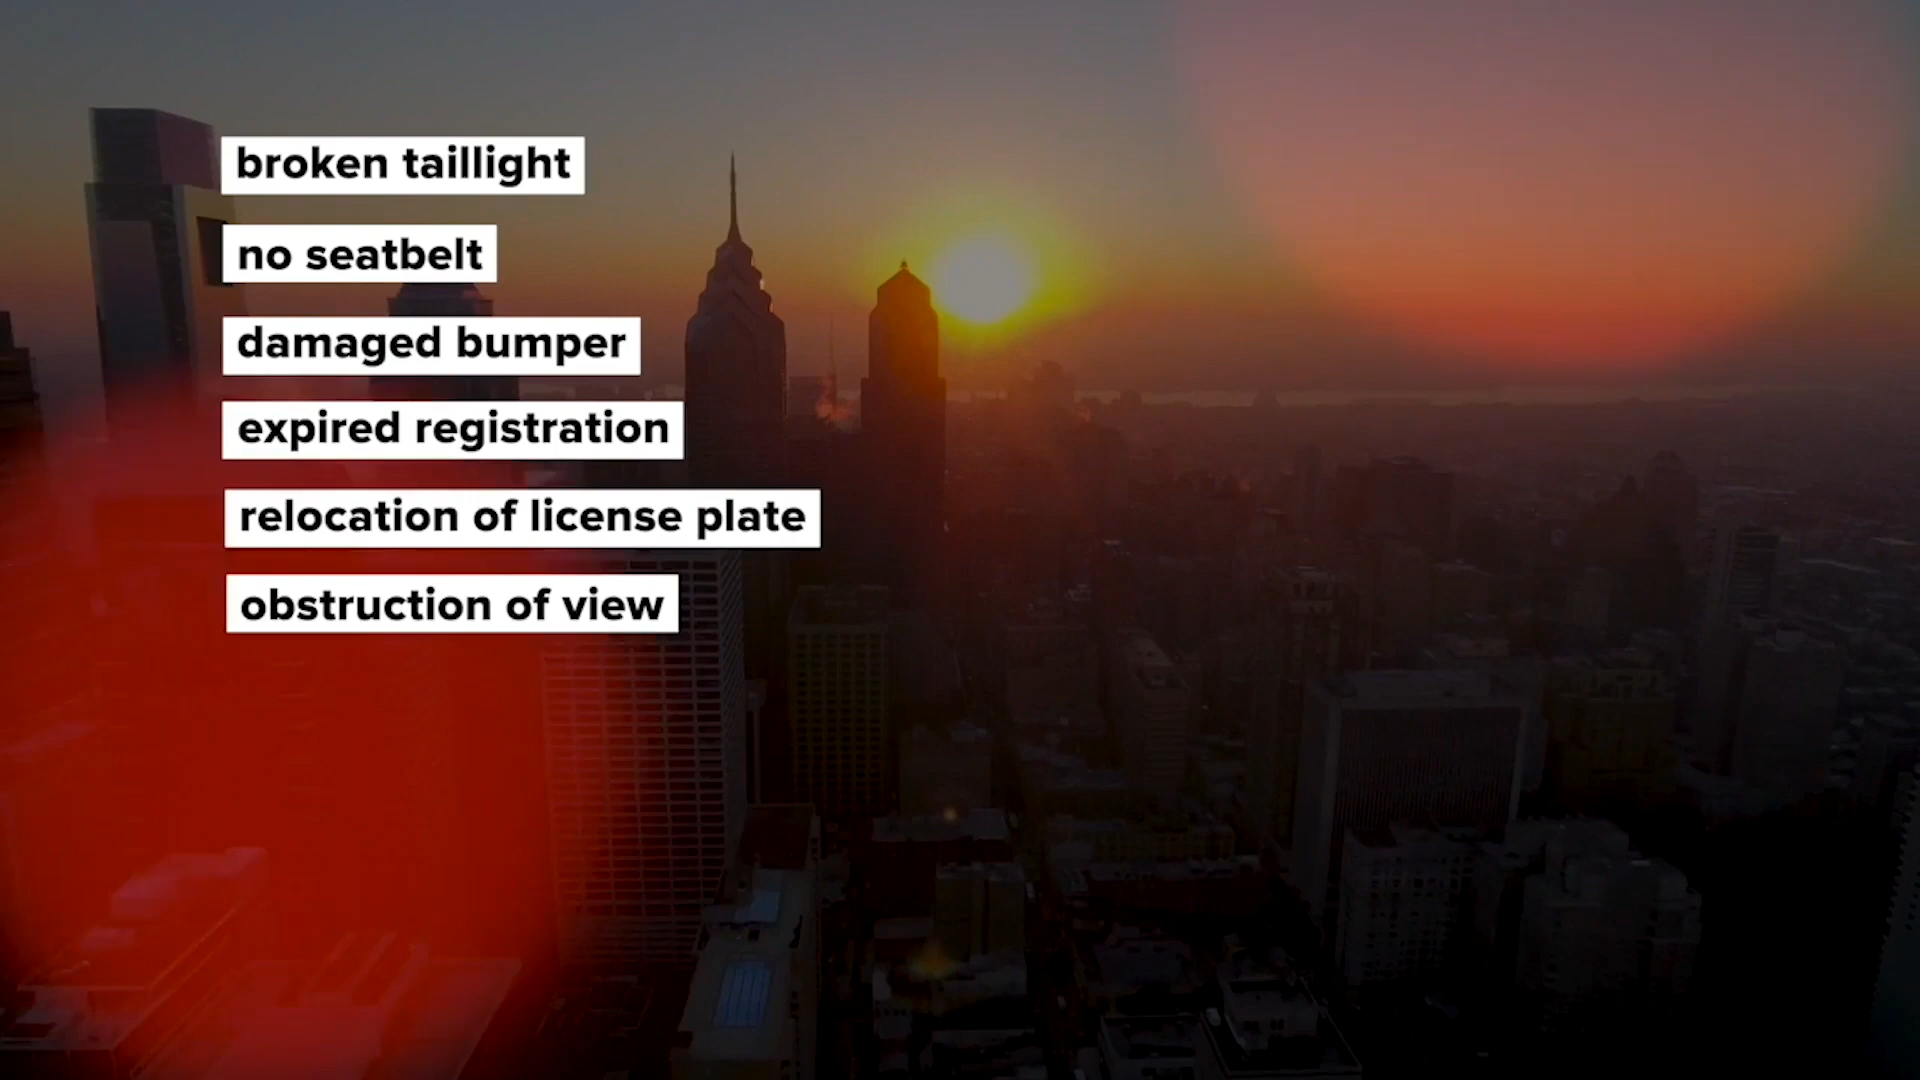 broken taillight
no seatbelt
damaged bumper
expired registration
relocation of license plate
obstruction of view